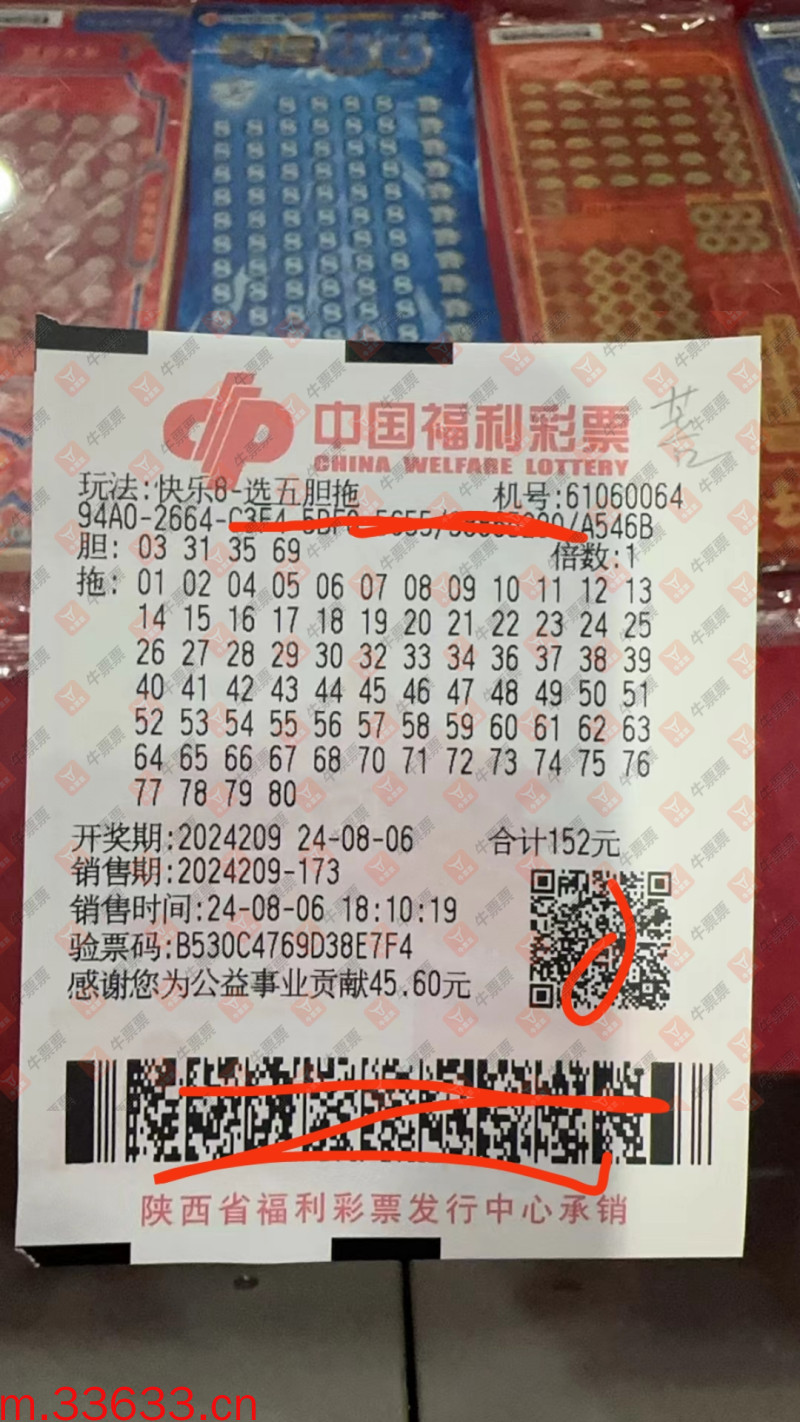 中国福利彩票
CHINA WELFARE LOTTERY
玩法:快乐8-选五胆拖 机号:61060064
94A0-2664- /A546B
胆: 03 31 35 69 倍数:1
拖: 01 02 04 05 06 07 08 09 10 11 12 13
14 15 16 17 18 19 20 21 22 23 24 25
26 27 28 29 30 32 33 34 36 37 38 39
40 41 42 43 44 45 46 47 48 49 50 51
52 53 54 55 56 57 58 59 60 61 62 63
64 65 66 67 68 70 71 72 73 74 75 76
77 78 79 80
开奖期:2024209 24-08-06 合计152元
销售期:2024209-173
销售时间:24-08-06 18:10:19
验票码:B530C4769D38E7F4
感谢您为公益事业贡献45.60元
陕西省福利彩票发行中心承销
牛票票
m.33633.cn